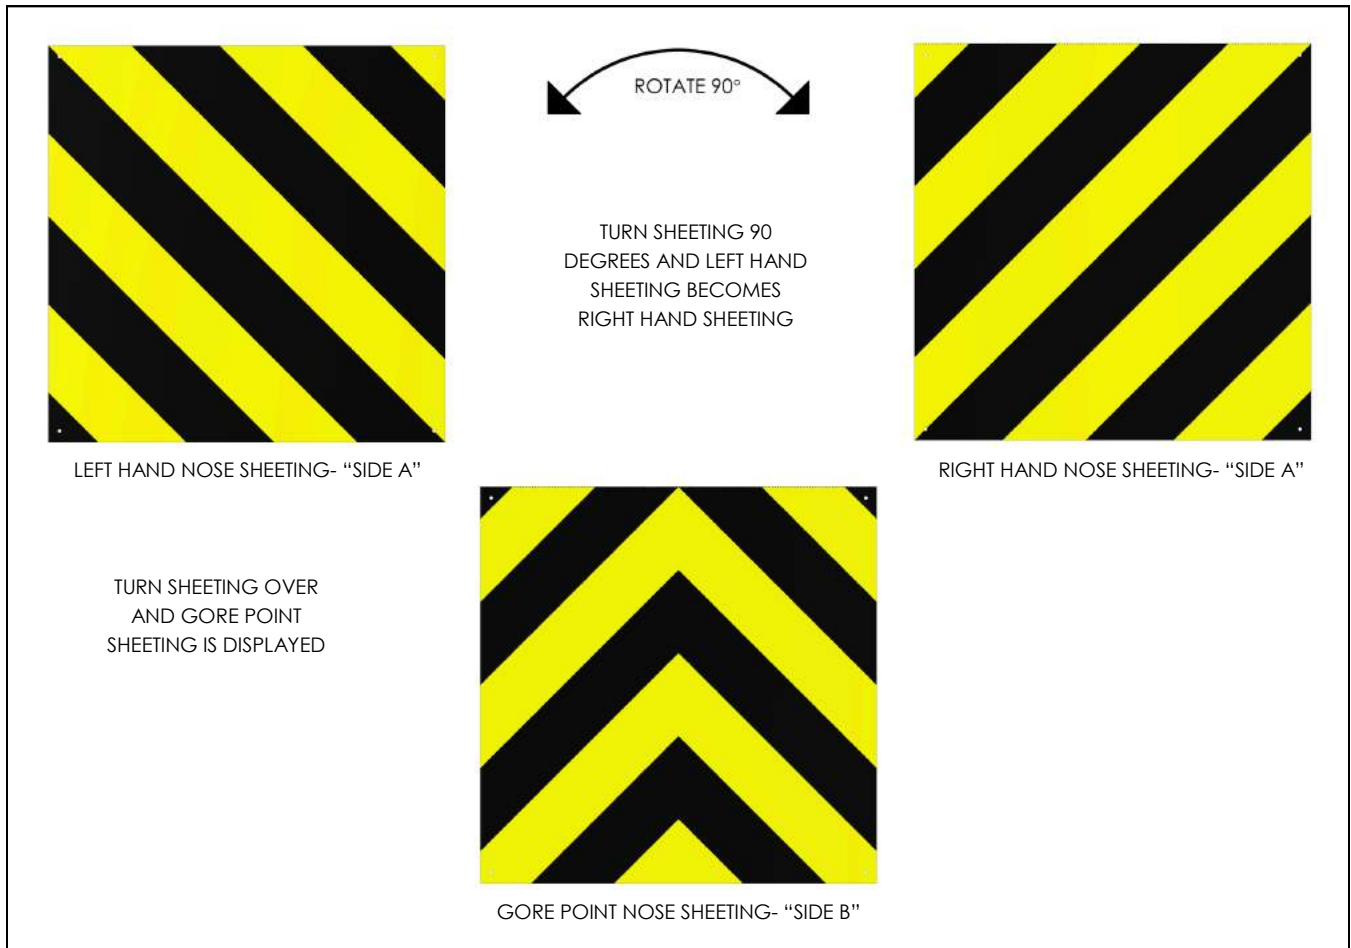 ROTATE 90°
TURN SHEETING 90
DEGREES AND LEFT HAND
SHEETING BECOMES
RIGHT HAND SHEETING
LEFT HAND NOSE SHEETING- “SIDE A”
RIGHT HAND NOSE SHEETING- “SIDE A”
TURN SHEETING OVER
AND GORE POINT
SHEETING IS DISPLAYED
GORE POINT NOSE SHEETING- “SIDE B”